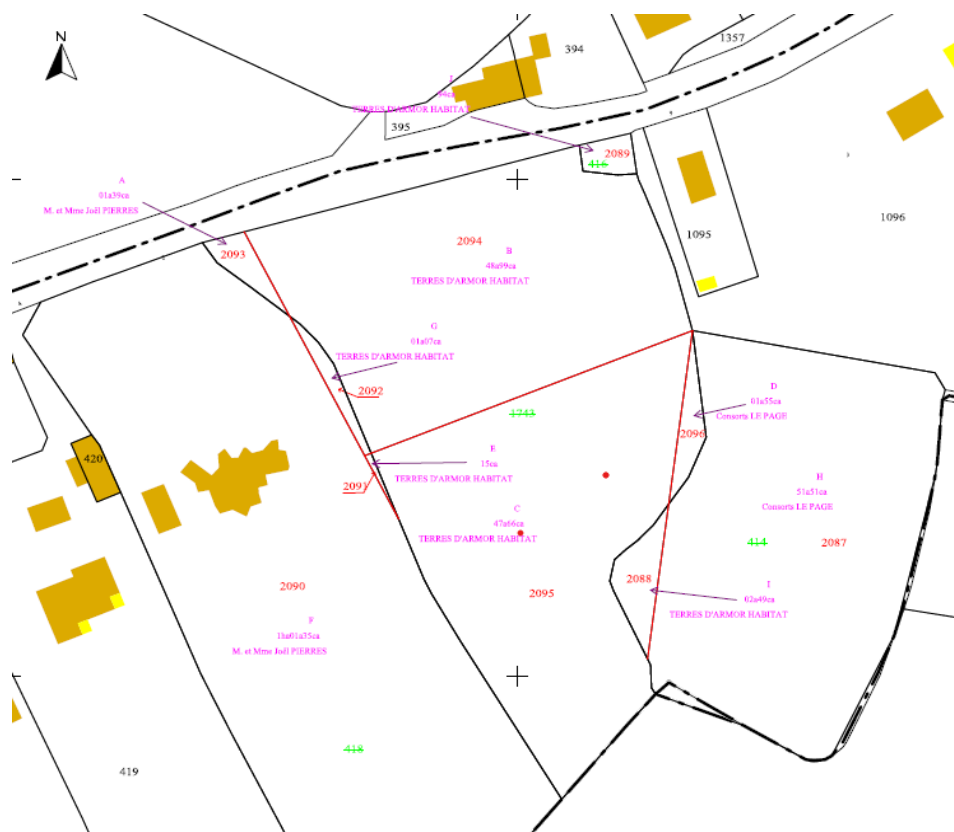 N
1357
394
J
94ca
TERRES D'ARMOR HABITAT
395
2089
416
A
01a39ca
M. et Mme Joël PIERRES
1096
1095
2093
2094
B
48a99ca
TERRES D'ARMOR HABITAT
G
01a07ca
TERRES D'ARMOR HABITAT
2092
D
01a55ca
Consorts LE PAGE
1743
2096
E
15ca
TERRES D'ARMOR HABITAT
420
2091
H
51a51ca
Consorts LE PAGE
C
47a66ca
TERRES D'ARMOR HABITAT
414
2087
2090
2095
2088
I
02a49ca
TERRES D'ARMOR HABITAT
F
1ha01a35ca
M. et Mme Joël PIERRES
418
419